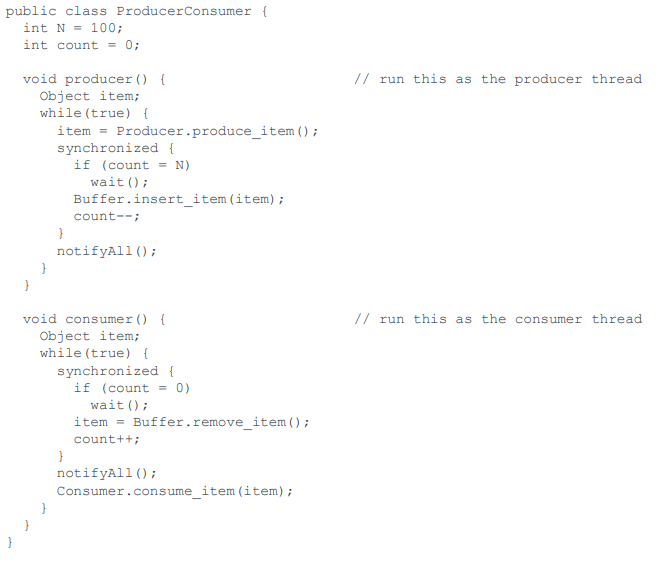 public class ProducerConsumer {
  int N = 100;
  int count = 0;

  void producer() {                      // run this as the producer thread
    Object item;
    while(true) {
      item = Producer.produce_item();
      synchronized {
        if (count = N)
          wait();
        Buffer.insert_item(item);
        count--;
      }
      notifyAll();
    }
  }

  void consumer() {                      // run this as the consumer thread
    Object item;
    while(true) {
      synchronized {
        if (count = 0)
          wait();
        item = Buffer.remove_item();
        count++;
      }
      notifyAll();
      Consumer.consume_item(item);
    }
  }
}